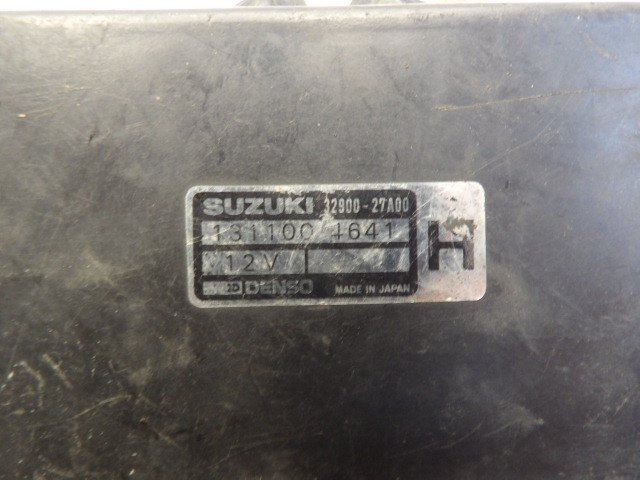 SUZUKI 32900-27A00
131100 4641
12V
DENSO MADE IN JAPAN
H